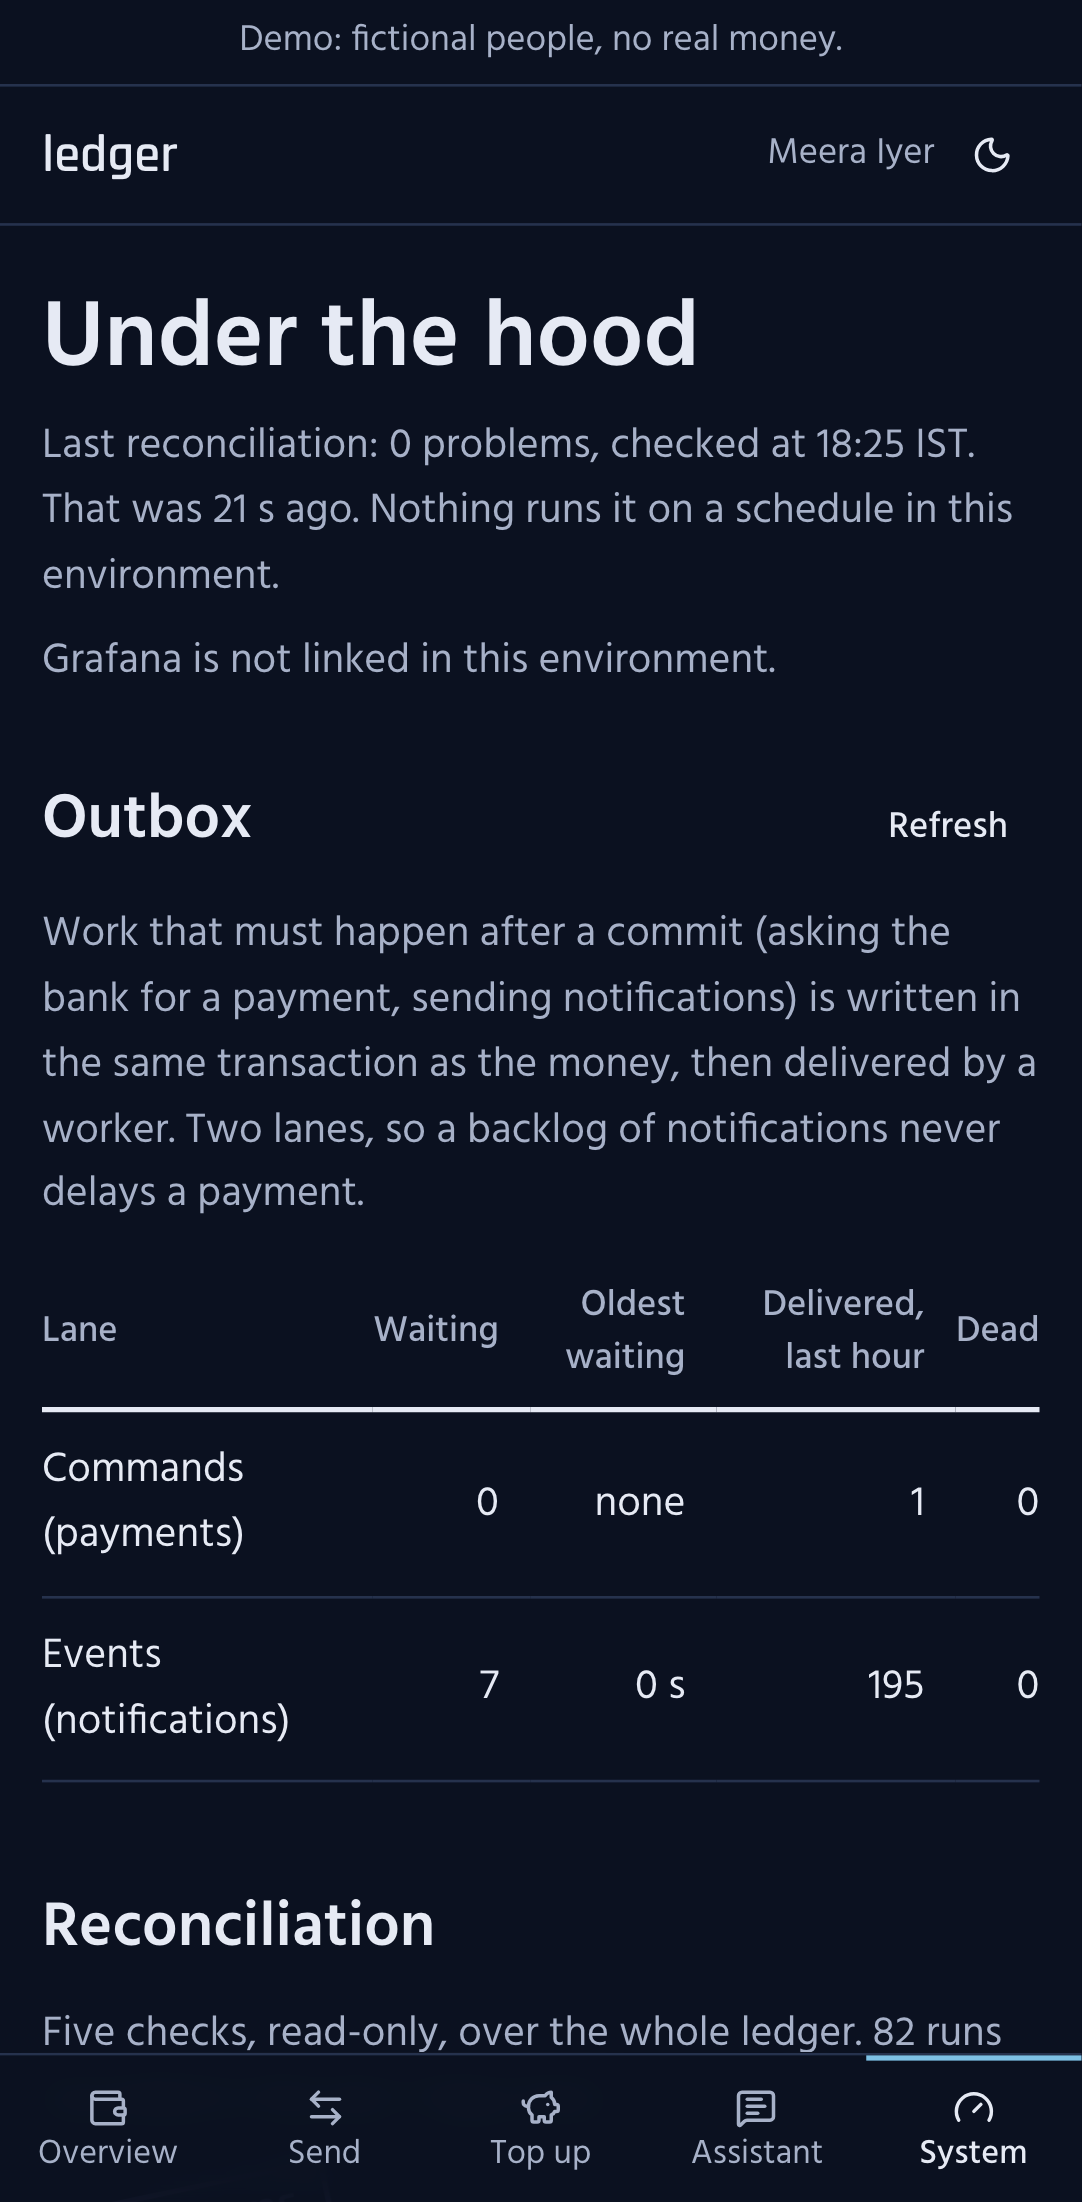 Demo: fictional people, no real money.
ledger
Meera Iyer
Under the hood
Last reconciliation: 0 problems, checked at 18:25 IST.
That was 21 s ago. Nothing runs it on a schedule in this
environment.
Grafana is not linked in this environment.
Outbox
Refresh
Work that must happen after a commit (asking the
bank for a payment, sending notifications) is written in
the same transaction as the money, then delivered by a
worker. Two lanes, so a backlog of notifications never
delays a payment.
Lane Waiting Oldest waiting Delivered, last hour Dead
Commands (payments) 0 none 1 0
Events (notifications) 7 0 s 195 0
Reconciliation
Five checks, read-only, over the whole ledger. 82 runs
Overview Send Top up Assistant System